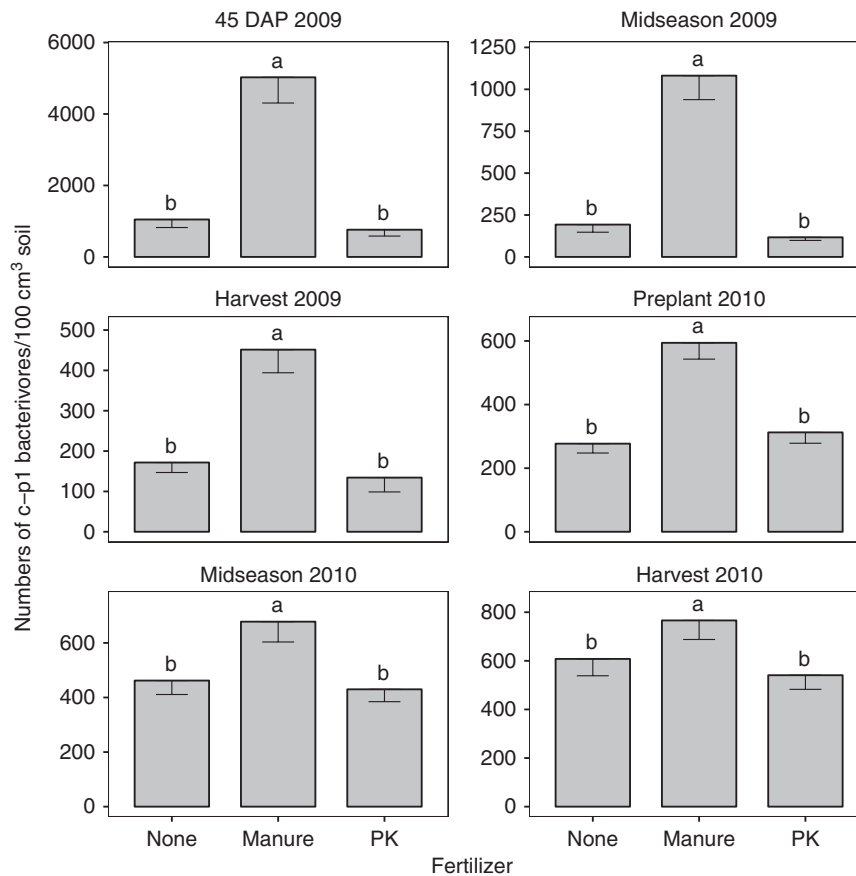 45 DAP 2009
6000
4000
2000
0
a
b
b
Midseason 2009
1250
1000
750
500
250
0
a
b
b
Harvest 2009
500
400
300
200
100
0
a
b
b
Preplant 2010
600
400
200
0
a
b
b
Midseason 2010
600
400
200
0
a
b
b
None Manure PK
Harvest 2010
800
600
400
200
0
a
b
b
None Manure PK
Numbers of c–p1 bacterivores/100 cm³ soil
Fertilizer